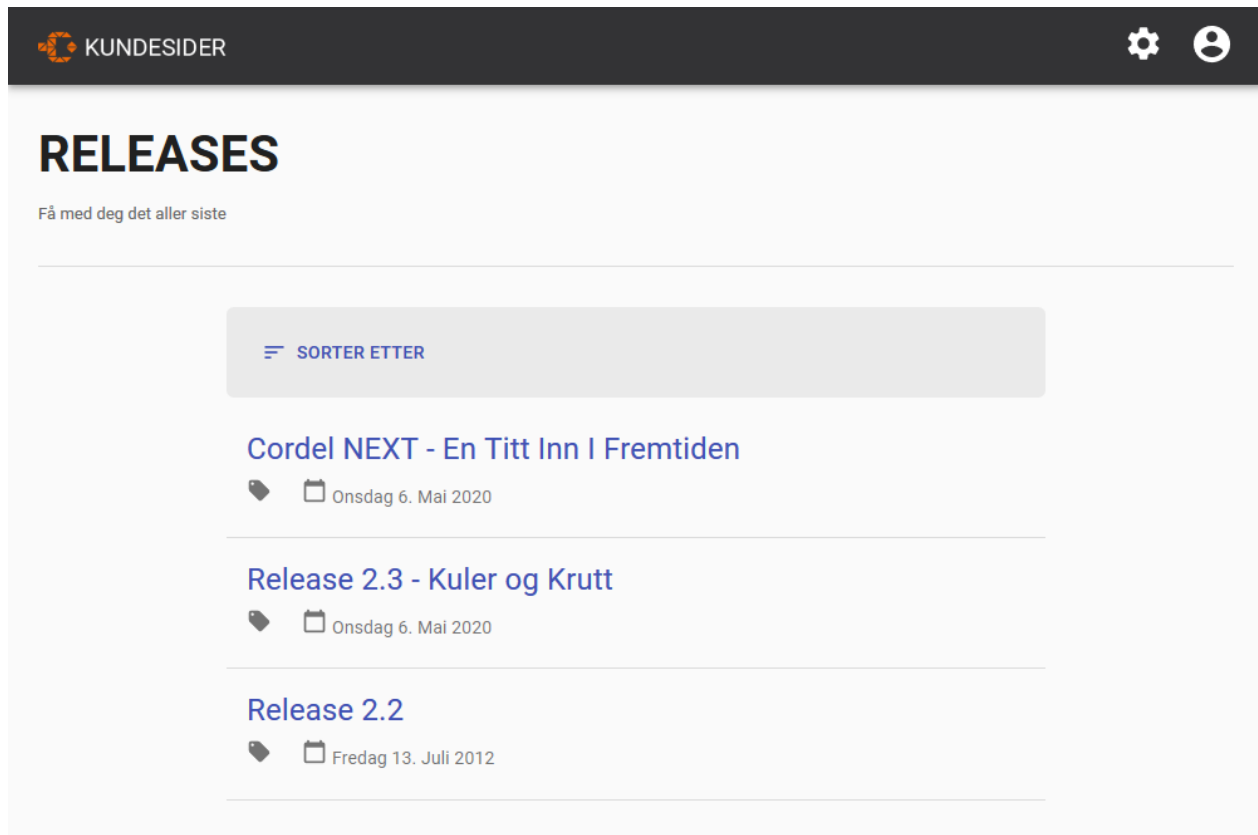 KUNDESIDER
RELEASES
Få med deg det aller siste
SORTER ETTER
Cordel NEXT - En Titt Inn I Fremtiden
Onsdag 6. Mai 2020
Release 2.3 - Kuler og Krutt
Onsdag 6. Mai 2020
Release 2.2
Fredag 13. Juli 2012